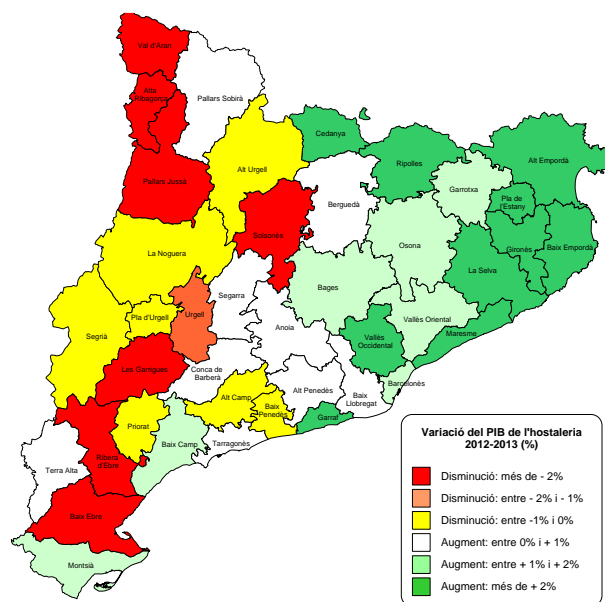 Val d'Aran
Alta
Ribagorça
Pallars Sobirà
Cedanya
Ripolles
Alt Empordà
Garrotxa
Alt Urgell
Pallars Jussà
Berguedà
Pla de
l'Estany
Solsonès
Osona
Gironès
Baix Empordà
La Noguera
La Selva
Bages
Segarra
Urgell
Pla d'Urgell
Anoia
Vallès Oriental
Segrià
Vallès
Occidental
Maresme
Les Garrigues
Conca de
Barberà
Barcelonès
Alt Penedès
Baix
Llobregat
Alt Camp
Baix
Penedès
Garraf
Priorat
Baix Camp
Tarragonès
Ribera
d'Ebre
Terra Alta
Baix Ebre
Montsià
Variació del PIB de l'hostaleria
2012-2013 (%)
Disminució: més de - 2%
Disminució: entre - 2% i - 1%
Disminució: entre -1% i 0%
Augment: entre 0% i + 1%
Augment: entre + 1% i + 2%
Augment: més de + 2%